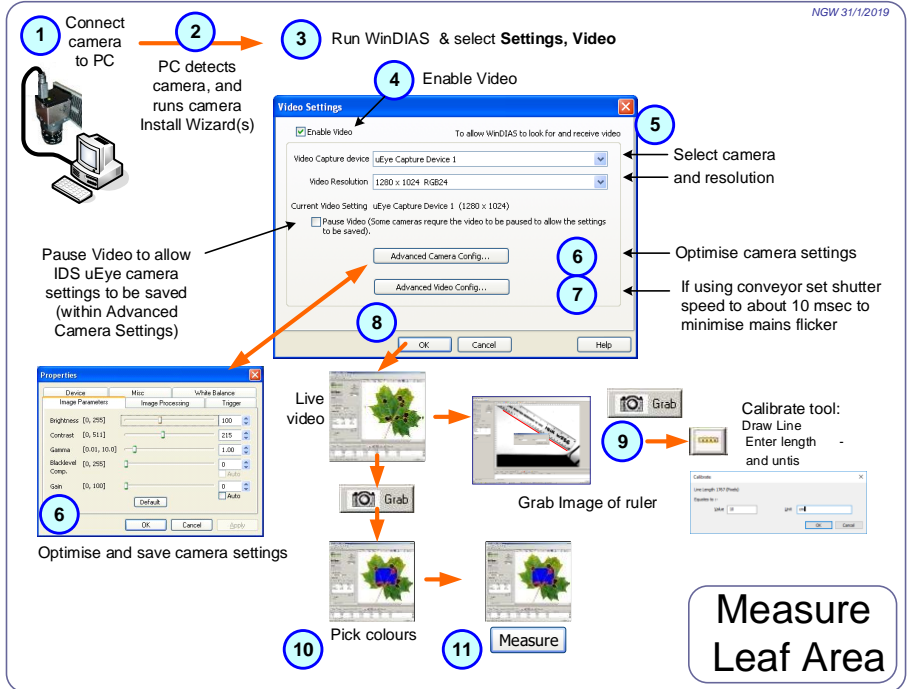 NGW 31/1/2019
1
Connect
camera
to PC
2
PC detects
camera, and
runs camera
Install Wizard(s)
3
Run WinDIAS & select Settings, Video
4
Enable Video
Video Settings
Enable Video
To allow WinDIAS to look for and receive video
Video Capture device
uEye Capture Device 1
Video Resolution
1280 x 1024 RGB24
Current Video Setting uEye Capture Device 1 (1280 x 1024)
Pause Video (Some cameras requre the video to be paused to allow the settings
to be saved).
Advanced Camera Config...
Advanced Video Config...
OK
Cancel
Help
5
Select camera
and resolution
6
Optimise camera settings
7
If using conveyor set shutter
speed to about 10 msec to
minimise mains flicker
Pause Video to allow
IDS uEye camera
settings to be saved
(within Advanced
Camera Settings)
8
Properties
Device
Misc
White Balance
Image Parameters
Image Processing
Trigger
Brightness [0, 255]
100
Contrast [0, 511]
215
Gamma [0.01, 10.0]
1.00
Blacklevel [0, 255]
Comp.
0
Auto
Gain [0, 100]
0
Auto
Default
OK
Cancel
Apply
6
Optimise and save camera settings
Live
video
Grab
Grab Image of ruler
Grab
9
Calibrate tool:
Draw Line
Enter length -
and untis
Calibrate
Line Length 1707 (Pixels)
Equates to :-
Value
10
Unit
OK
Cancel
10
Pick colours
11
Measure
Measure
Leaf Area